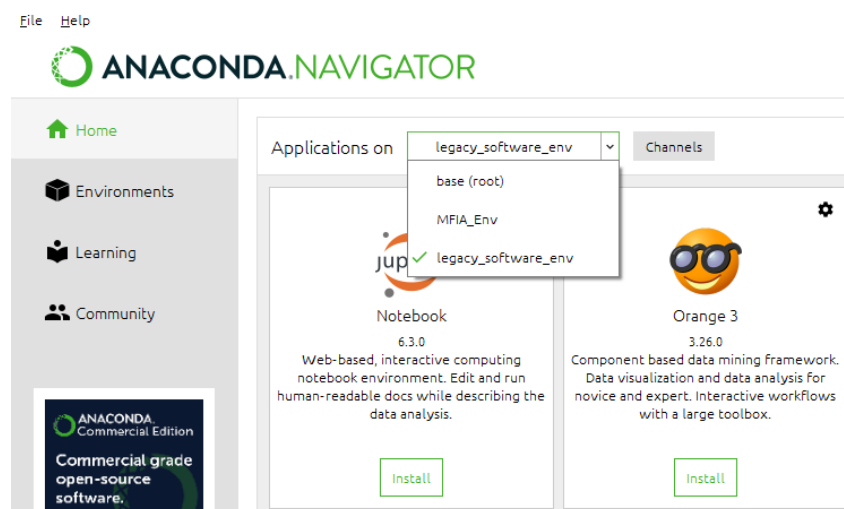 File Help
ANACONDA.NAVIGATOR
Home
Environments
Learning
Community
ANACONDA.
Commercial Edition
Commercial grade
open-source
software.
Applications on legacy_software_env Channels
base (root)
MFIA_Env
legacy_software_env
jup
Notebook
6.3.0
Web-based, interactive computing
notebook environment. Edit and run
human-readable docs while describing the
data analysis.
Install
Orange 3
3.26.0
Component based data mining framework.
Data visualization and data analysis for
novice and expert. Interactive workflows
with a large toolbox.
Install